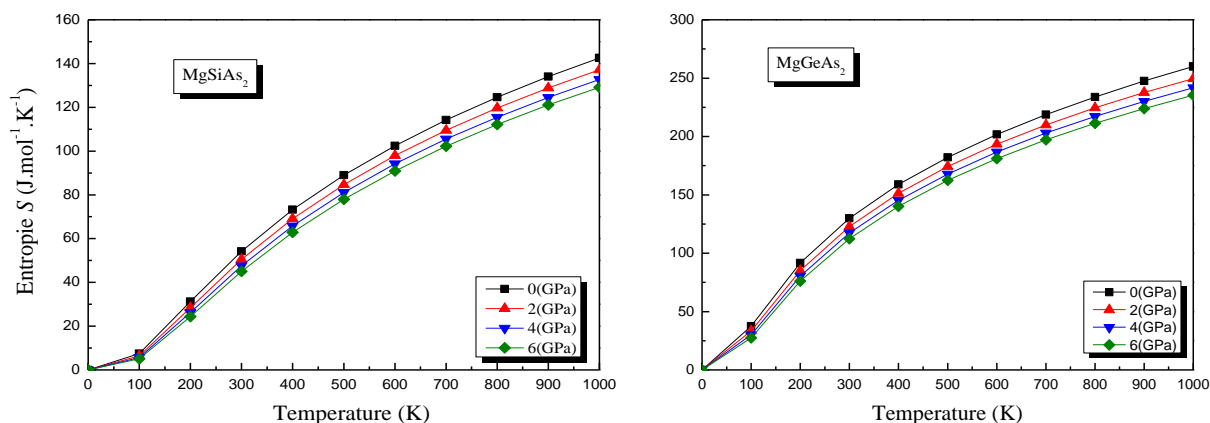 160
140
120
100
80
60
40
20
0
Entropie S (J.mol⁻¹.K⁻¹)
MgSiAs₂
0(GPa)
2(GPa)
4(GPa)
6(GPa)
0 100 200 300 400 500 600 700 800 900 1000
Temperature (K)
300
250
200
150
100
50
0
MgGeAs₂
0(GPa)
2(GPa)
4(GPa)
6(GPa)
0 100 200 300 400 500 600 700 800 900 1000
Temperature (K)